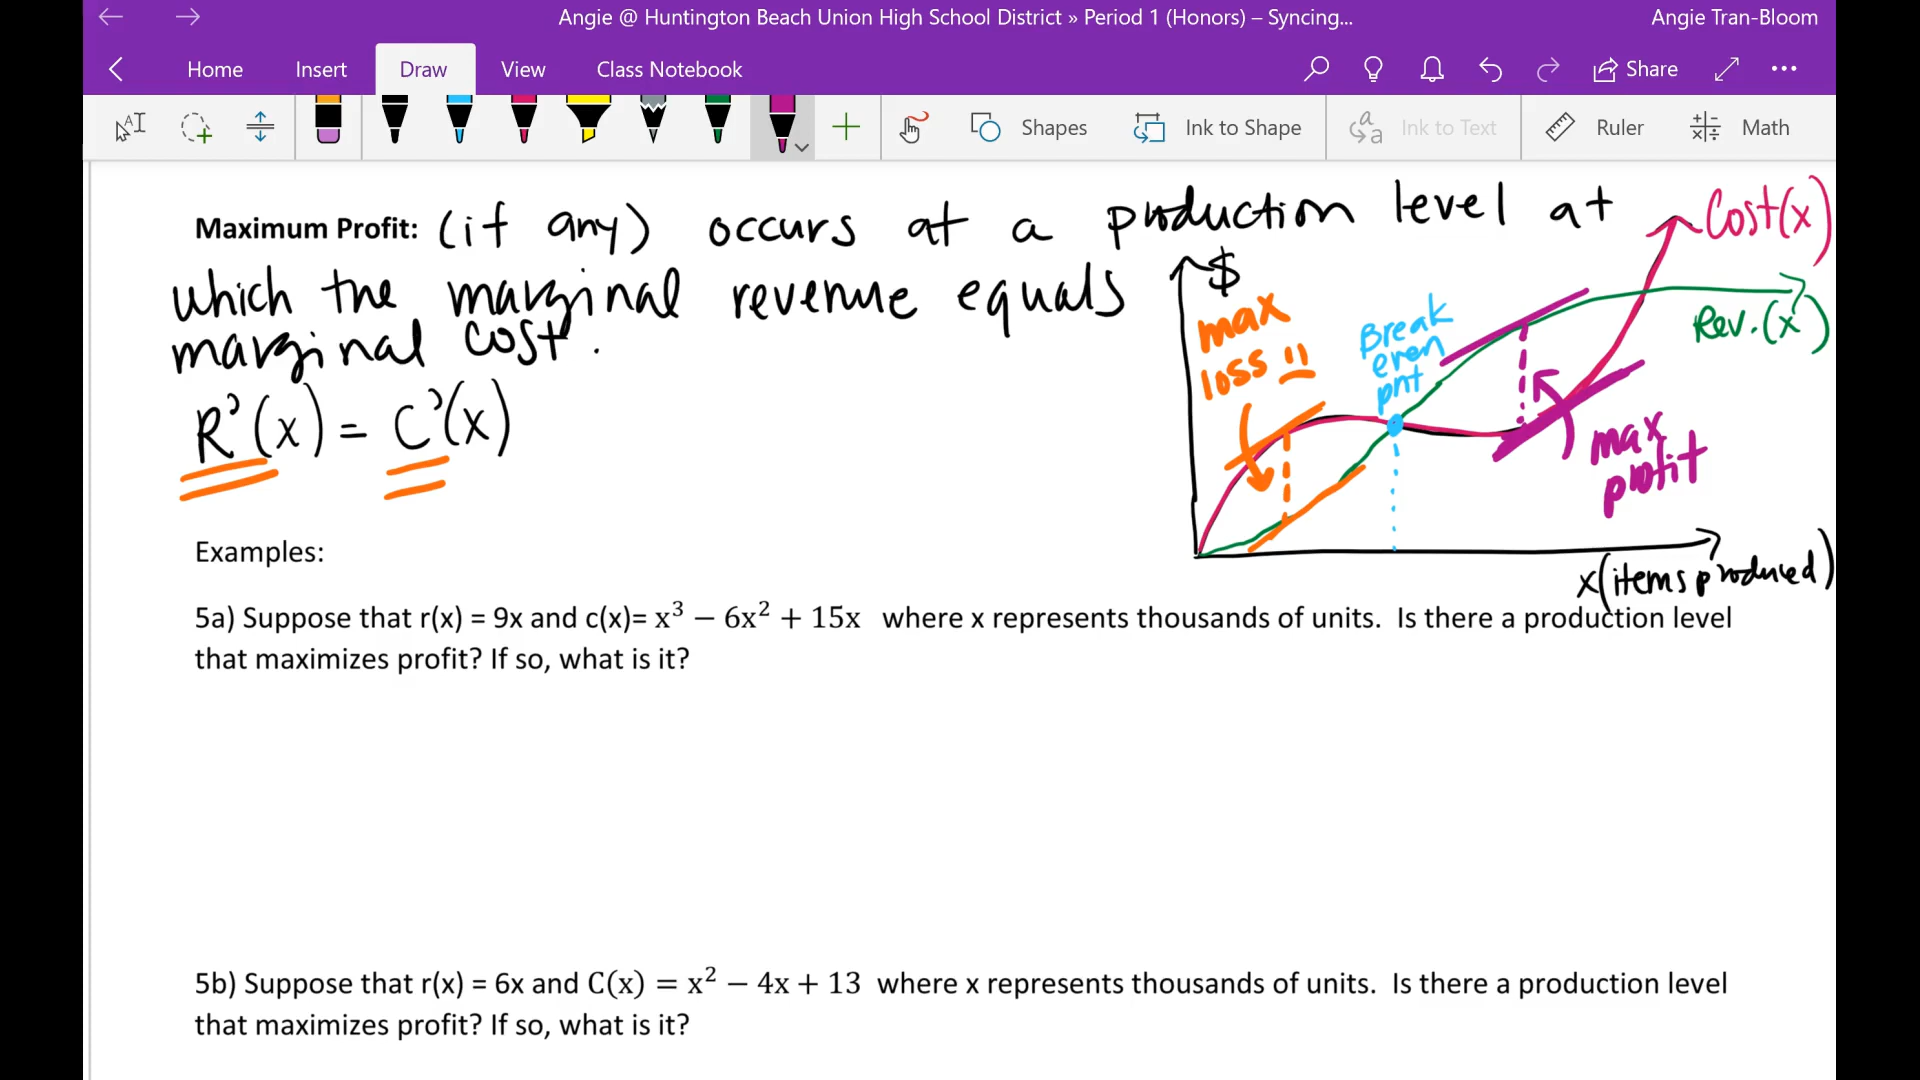 Angie @ Huntington Beach Union High School District » Period 1 (Honors) – Syncing...
Angie Tran-Bloom
Home Insert Draw View Class Notebook Share
Shapes Ink to Shape Ink to Text Ruler Math
Maximum Profit: (if any) occurs at a production level at
which the marginal revenue equals
marginal cost.
R'(x) = C'(x)
$
Cost(x)
Rev.(x)
max
loss
Break
even
pnt
max
profit
x(items produced)
Examples:
5a) Suppose that r(x) = 9x and c(x)= x³ − 6x² + 15x where x represents thousands of units. Is there a production level
that maximizes profit? If so, what is it?
5b) Suppose that r(x) = 6x and C(x) = x² − 4x + 13 where x represents thousands of units. Is there a production level
that maximizes profit? If so, what is it?